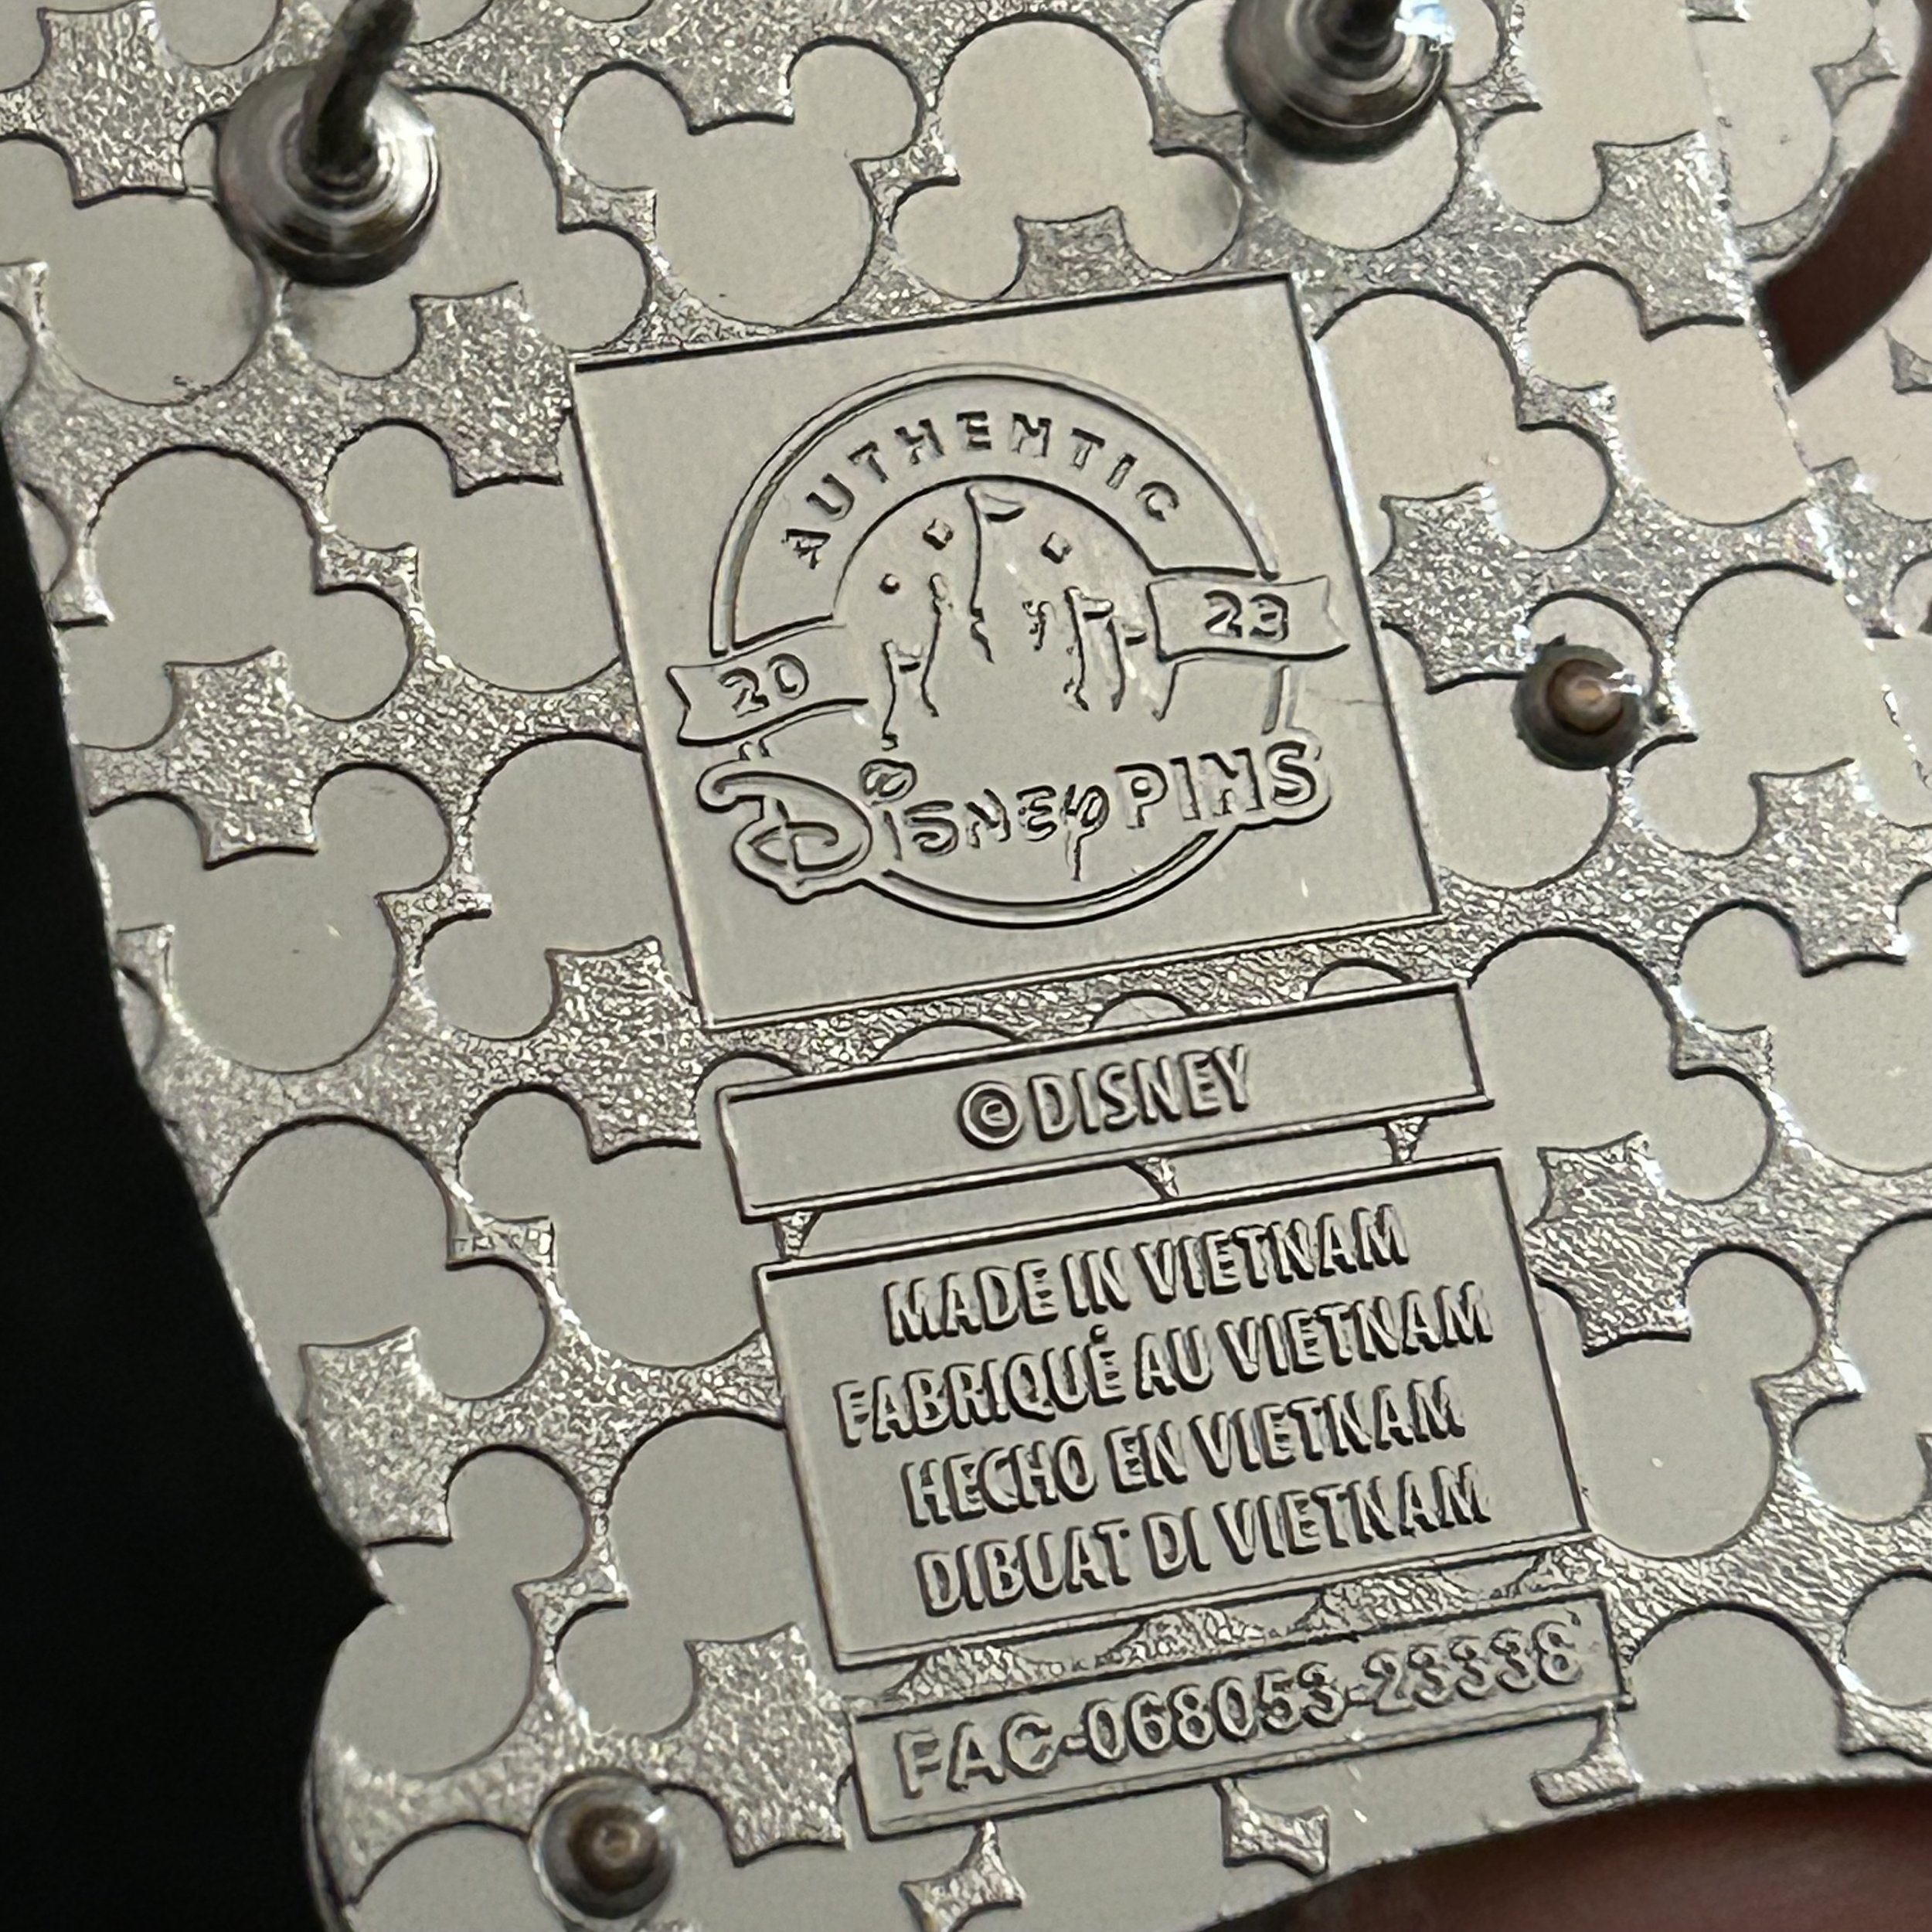 AUTHENTIC
20 23
Disney PINS
©DISNEY
MADE IN VIETNAM
FABRIQUÉ AU VIETNAM
HECHO EN VIETNAM
DIBUAT DI VIETNAM
FAC-068053-23338